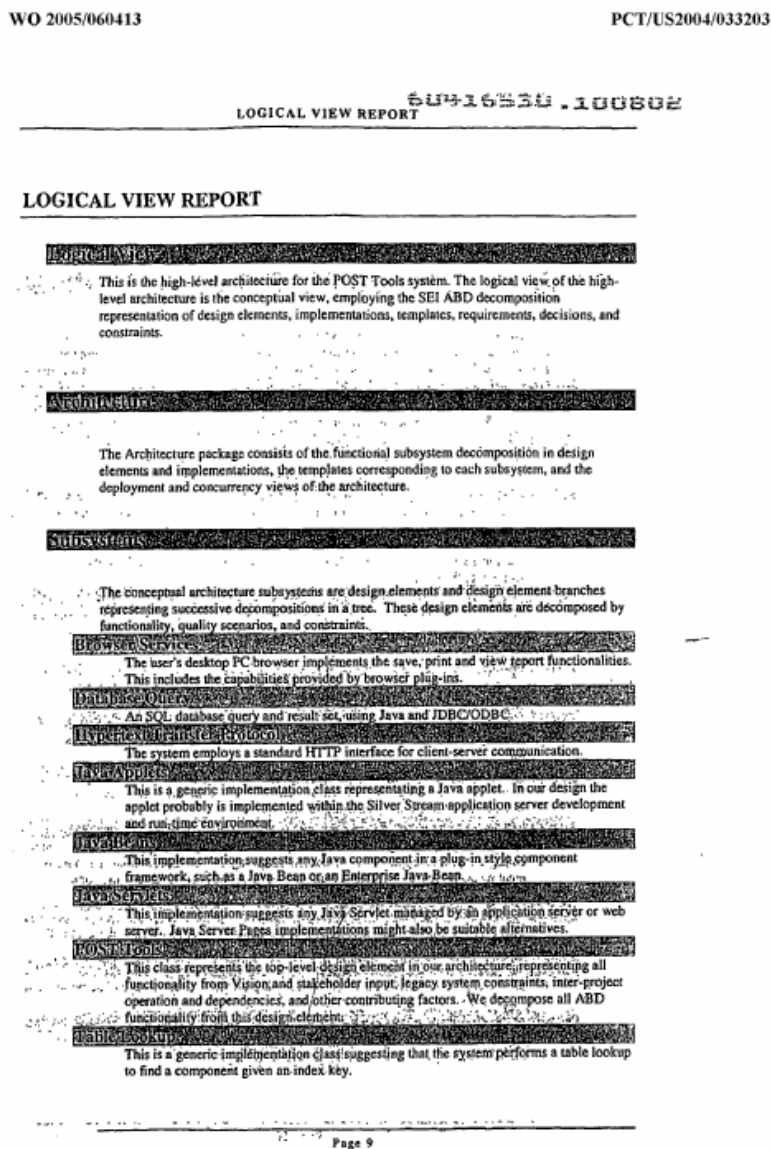 WO 2005/060413 PCT/US2004/033203
60416530 .100802
LOGICAL VIEW REPORT
LOGICAL VIEW REPORT
Logical View
This is the high-level architecture for the POST Tools system. The logical view of the high-
level architecture is the conceptual view, employing the SEI ABD decomposition
representation of design elements, implementations, templates, requirements, decisions, and
constraints.
Architecture
The Architecture package consists of the functional subsystem decomposition in design
elements and implementations, the templates corresponding to each subsystem, and the
deployment and concurrency views of the architecture.
Subsystems
The conceptual architecture subsystems are design elements and design element branches
representing successive decompositions in a tree. These design elements are decomposed by
functionality, quality scenarios, and constraints.
Browser Services
The user's desktop PC browser implements the save, print and view report functionalities.
This includes the capabilities provided by browser plug-ins.
Database Query
An SQL database query and result set, using Java and JDBC/ODBC.
Hypertext Transfer Protocol
The system employs a standard HTTP interface for client-server communication.
Java Applets
This is a generic implementation class representating a Java applet. In our design the
applet probably is implemented within the Silver Stream application server development
and run-time environment.
Java Beans
This implementation suggests any Java component in a plug-in style component
framework, such as a Java Bean or an Enterprise Java Bean.
Java Servlets
This implementation suggests any Java Servlet managed by an application server or web
server. Java Server Pages implementations might also be suitable alternatives.
POST Tools
This class represents the top-level design element in our architecture, representing all
functionality from Vision and stakeholder input, legacy system constraints, inter-project
operation and dependencies, and other contributing factors. We decompose all ABD
functionality from this design element.
Table Lookup
This is a generic implementation class suggesting that the system performs a table lookup
to find a component given an index key.
Page 9